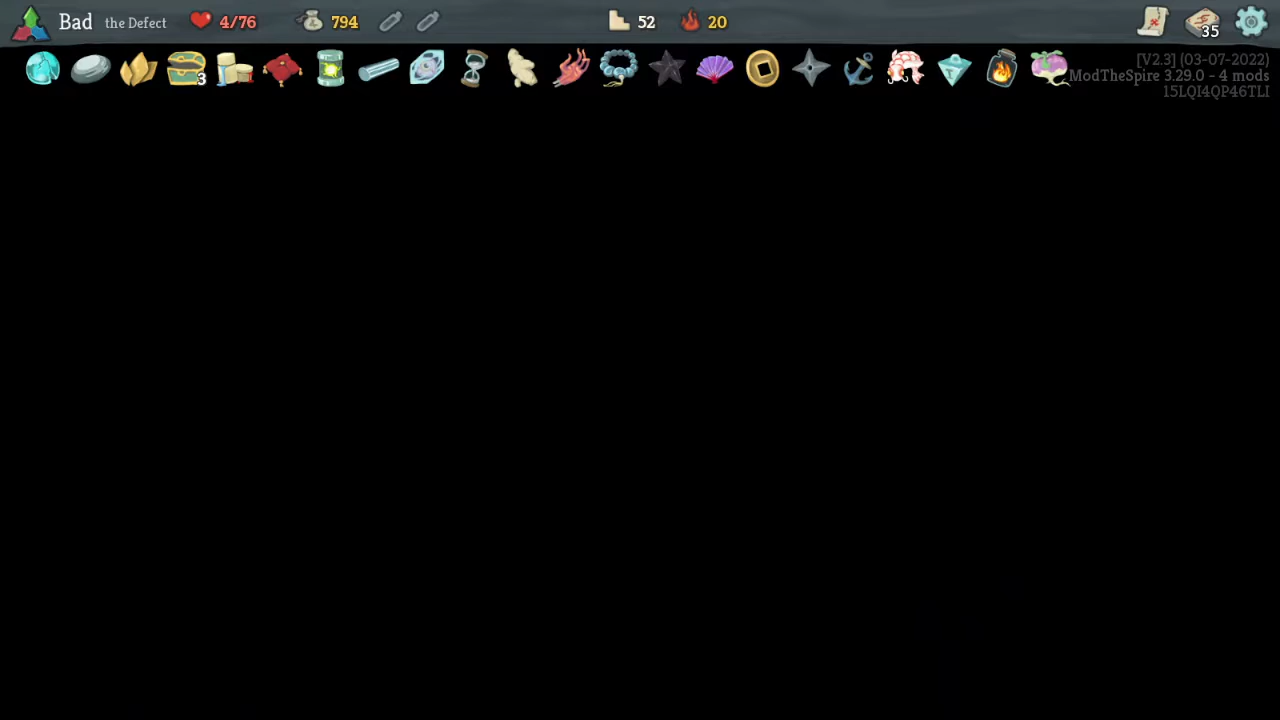 Bad the Defect 4/76 794 52 20 35
3
[V2.3] (03-07-2022)
ModTheSpire 3.29.0 - 4 mods
15LQI4QP46TLI